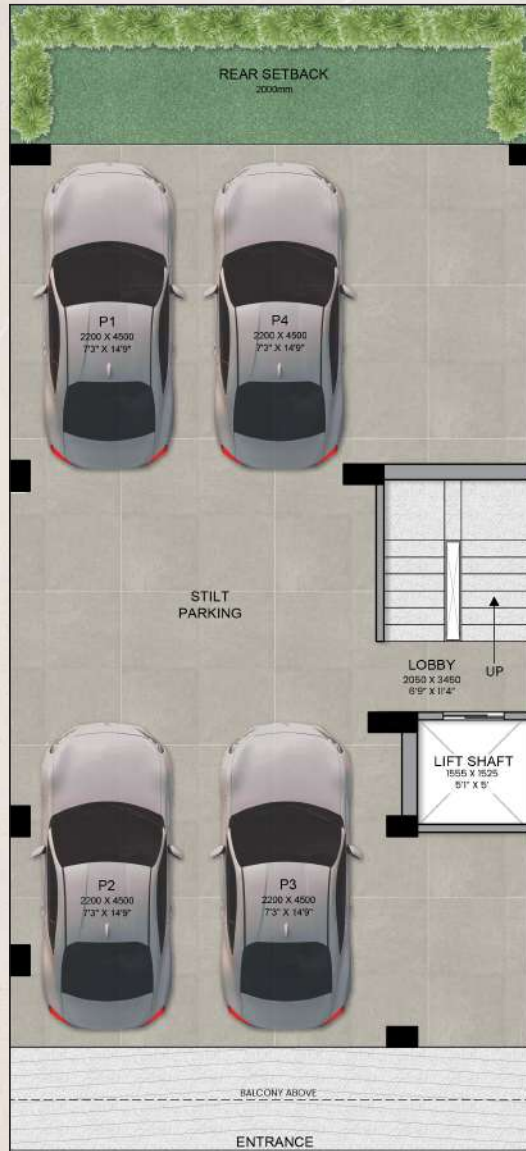 REAR SETBACK
2000mm
P1
2200 X 4500
7'3" X 14'9"
P4
2200 X 4500
7'3" X 14'9"
STILT
PARKING
LOBBY
2050 X 3450
6'9" X 11'4"
UP
LIFT SHAFT
1555 X 1525
5'1" X 5'
P2
2200 X 4500
7'3" X 14'9"
P3
2200 X 4500
7'3" X 14'9"
BALCONY ABOVE
ENTRANCE